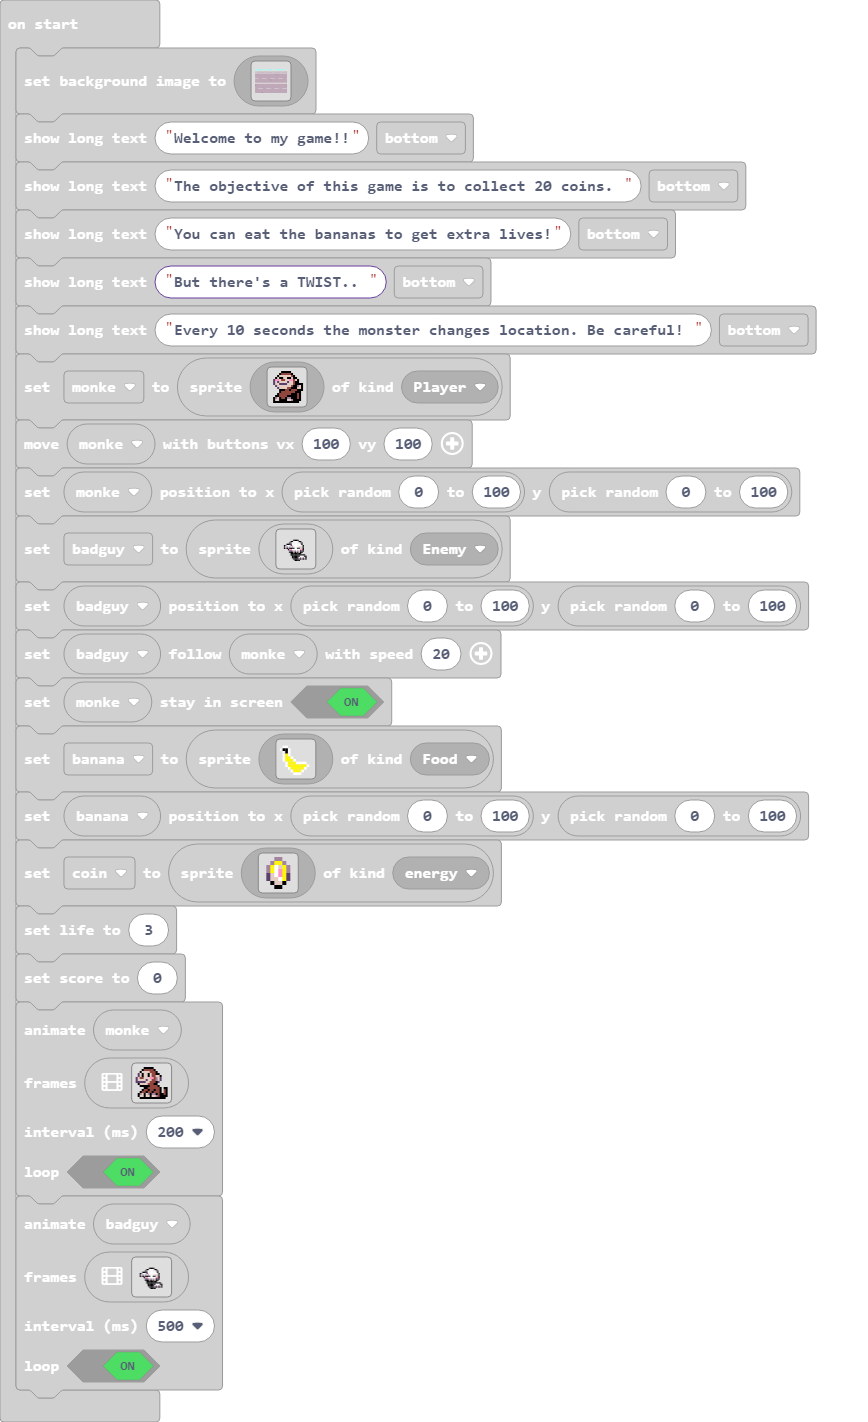 on start
set background image to
show long text "Welcome to my game!!" bottom
show long text "The objective of this game is to collect 20 coins. " bottom
show long text "You can eat the bananas to get extra lives!" bottom
show long text "But there's a TWIST.. " bottom
show long text "Every 10 seconds the monster changes location. Be careful! " bottom
set monke to sprite of kind Player
move monke with buttons vx 100 vy 100
set monke position to x pick random 0 to 100 y pick random 0 to 100
set badguy to sprite of kind Enemy
set badguy position to x pick random 0 to 100 y pick random 0 to 100
set badguy follow monke with speed 20
set monke stay in screen ON
set banana to sprite of kind Food
set banana position to x pick random 0 to 100 y pick random 0 to 100
set coin to sprite of kind energy
set life to 3
set score to 0
animate monke
frames
interval (ms) 200
loop ON
animate badguy
frames
interval (ms) 500
loop ON